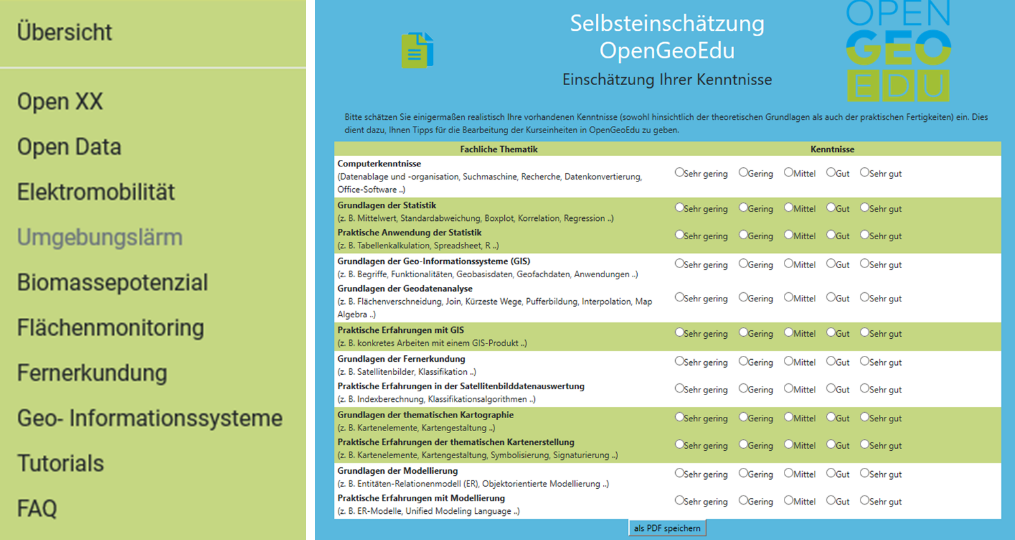 Übersicht
Open XX
Open Data
Elektromobilität
Umgebungslärm
Biomassepotenzial
Flächenmonitoring
Fernerkundung
Geo- Informationssysteme
Tutorials
FAQ
Selbsteinschätzung
OpenGeoEdu
Einschätzung Ihrer Kenntnisse
OPEN
GEO
EDU
Bitte schätzen Sie einigermaßen realistisch Ihre vorhandenen Kenntnisse (sowohl hinsichtlich der theoretischen Grundlagen als auch der praktischen Fertigkeiten) ein. Dies
dient dazu, Ihnen Tipps für die Bearbeitung der Kurseinheiten in OpenGeoEdu zu geben.
Fachliche Thematik Kenntnisse
Computerkenntnisse
(Datenablage und -organisation, Suchmaschine, Recherche, Datenkonvertierung,
Office-Software ..)
Sehr gering Gering Mittel Gut Sehr gut
Grundlagen der Statistik
(z. B. Mittelwert, Standardabweichung, Boxplot, Korrelation, Regression ..)
Sehr gering Gering Mittel Gut Sehr gut
Praktische Anwendung der Statistik
(z. B. Tabellenkalkulation, Spreadsheet, R ..)
Sehr gering Gering Mittel Gut Sehr gut
Grundlagen der Geo-Informationssysteme (GIS)
(z. B. Begriffe, Funktionalitäten, Geobasisdaten, Geofachdaten, Anwendungen ..)
Sehr gering Gering Mittel Gut Sehr gut
Grundlagen der Geodatenanalyse
(z. B. Flächenverschneidung, Join, Kürzeste Wege, Pufferbildung, Interpolation, Map
Algebra ..)
Sehr gering Gering Mittel Gut Sehr gut
Praktische Erfahrungen mit GIS
(z. B. konkretes Arbeiten mit einem GIS-Produkt ..)
Sehr gering Gering Mittel Gut Sehr gut
Grundlagen der Fernerkundung
(z. B. Satellitenbilder, Klassifikation ..)
Sehr gering Gering Mittel Gut Sehr gut
Praktische Erfahrungen in der Satellitenbilddatenauswertung
(z. B. Indexberechnung, Klassifikationsalgorithmen ..)
Sehr gering Gering Mittel Gut Sehr gut
Grundlagen der thematischen Kartographie
(z. B. Kartenelemente, Kartengestaltung ..)
Sehr gering Gering Mittel Gut Sehr gut
Praktische Erfahrungen der thematischen Kartenerstellung
(z. B. Kartenelemente, Kartengestaltung, Symbolisierung, Signaturierung ..)
Sehr gering Gering Mittel Gut Sehr gut
Grundlagen der Modellierung
(z. B. Entitäten-Relationenmodell (ER), Objektorientierte Modellierung ..)
Sehr gering Gering Mittel Gut Sehr gut
Praktische Erfahrungen mit Modellierung
(z. B. ER-Modelle, Unified Modeling Language ..)
Sehr gering Gering Mittel Gut Sehr gut
als PDF speichern